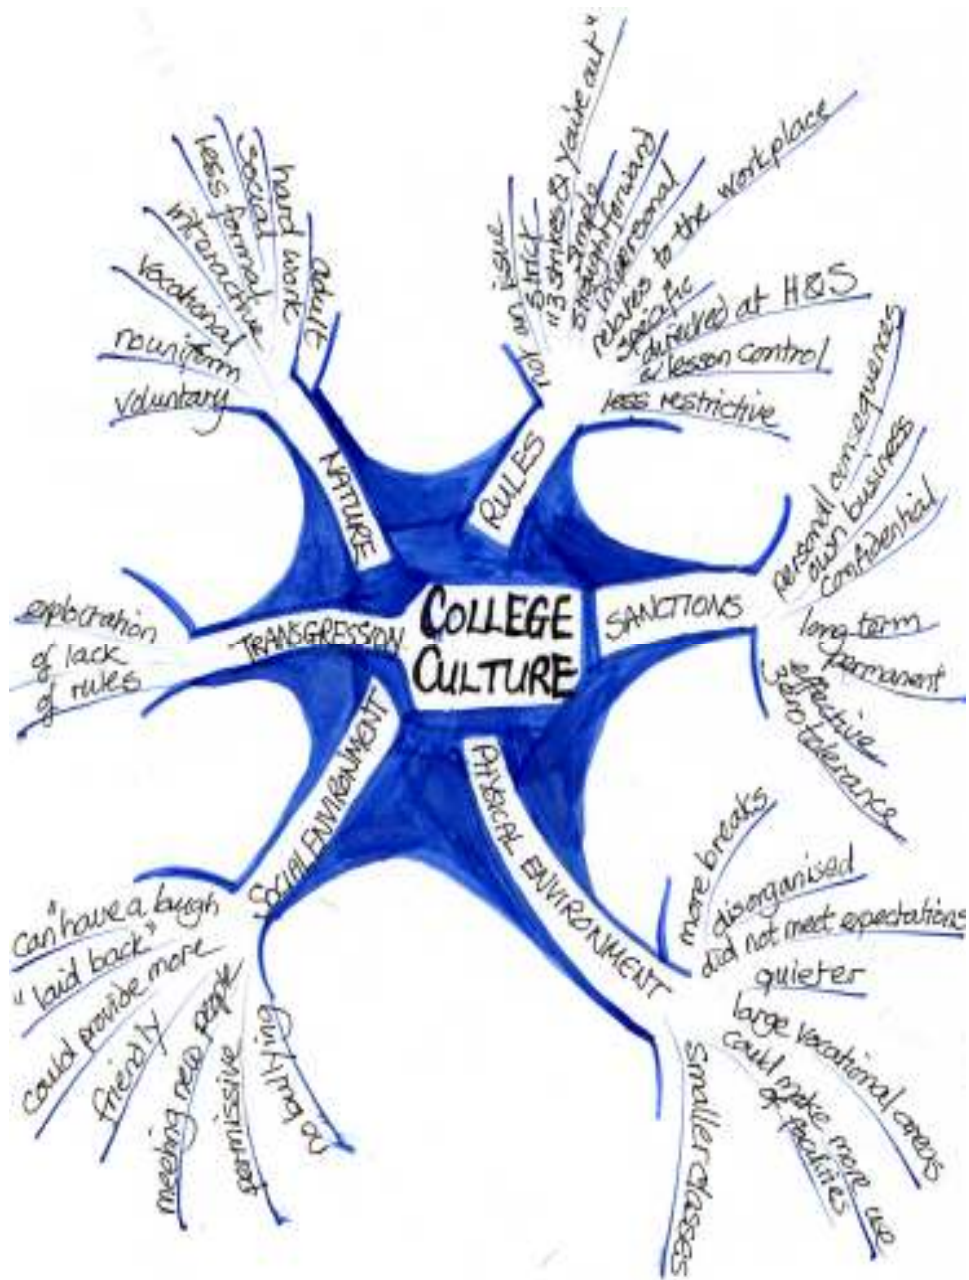 COLLEGE
CULTURE
NATURE
voluntary
no uniform
vocational
interactive
less formal
social
hard work
adult
RULES
not an issue
strict
"3 strikes & you're out"
simple
straight forward
impersonal
relates to the workplace
specific
directed at H&S
& lesson control
less restrictive
SANCTIONS
personal consequences
own business
confidential
long term
permanent
effective
zero tolerance
PHYSICAL ENVIRONMENT
more breaks
disorganised
did not meet expectations
quieter
large vocational areas
could make more use
of facilities
smaller classes
SOCIAL ENVIRONMENT
can "have a laugh
"laid back"
could provide more
friendly
meeting new people
permissive
no bullying
TRANSGRESSION
exploitation
of lack
of rules